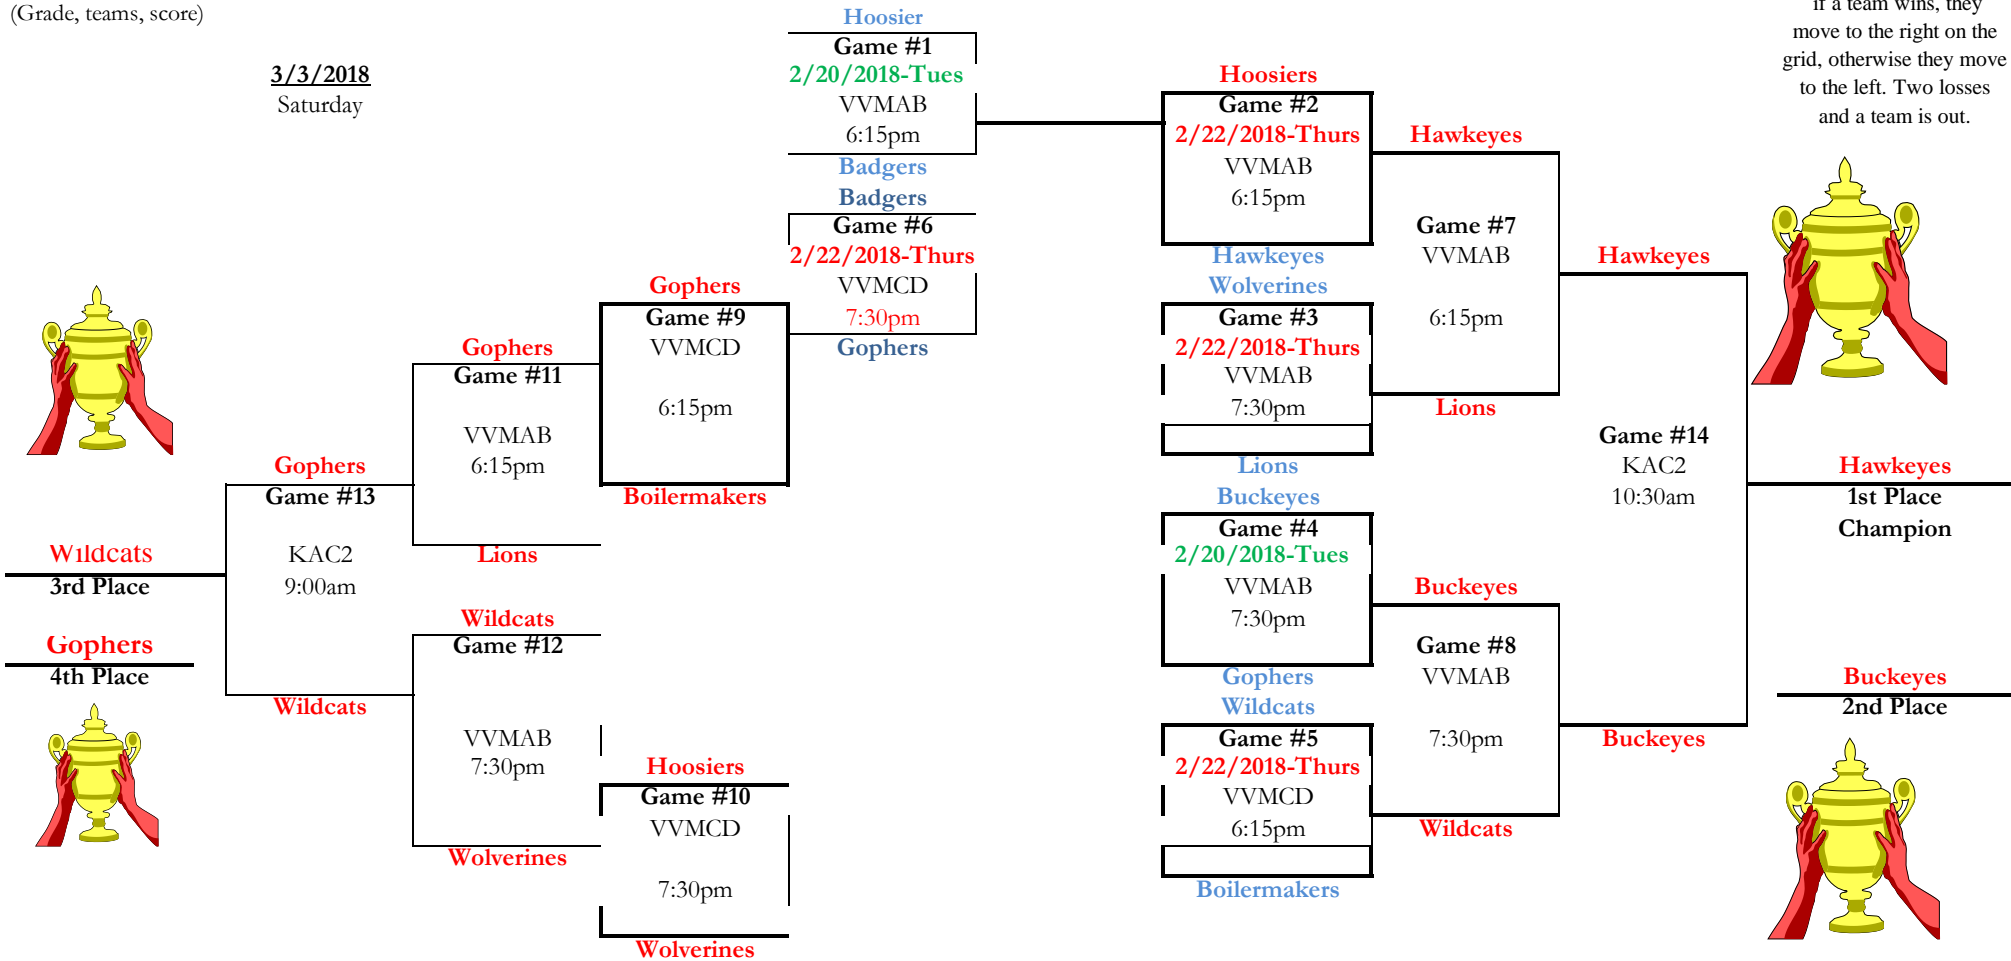 (Grade, teams, score)
3/3/2018
Saturday
if a team wins, they
move to the right on the
grid, otherwise they move
to the left. Two losses
and a team is out.
Hoosier
Game #1
2/20/2018-Tues
VVMAB
6:15pm
Badgers
Badgers
Game #6
2/22/2018-Thurs
VVMCD
7:30pm
Gophers
Gophers
Game #9
VVMCD
6:15pm
Boilermakers
Gophers
Game #11
VVMAB
6:15pm
Lions
Gophers
Game #13
KAC2
9:00am
Wildcats
Wildcats
3rd Place
Gophers
4th Place
Wildcats
Game #12
VVMAB
7:30pm
Wolverines
Hoosiers
Game #10
VVMCD
7:30pm
Wolverines
Hoosiers
Game #2
2/22/2018-Thurs
VVMAB
6:15pm
Hawkeyes
Wolverines
Game #3
2/22/2018-Thurs
VVMAB
7:30pm
Lions
Buckeyes
Game #4
2/20/2018-Tues
VVMAB
7:30pm
Gophers
Wildcats
Game #5
2/22/2018-Thurs
VVMCD
6:15pm
Boilermakers
Hawkeyes
Game #7
VVMAB
6:15pm
Lions
Buckeyes
Game #8
VVMAB
7:30pm
Wildcats
Hawkeyes
Game #14
KAC2
10:30am
Buckeyes
Hawkeyes
1st Place
Champion
Buckeyes
2nd Place